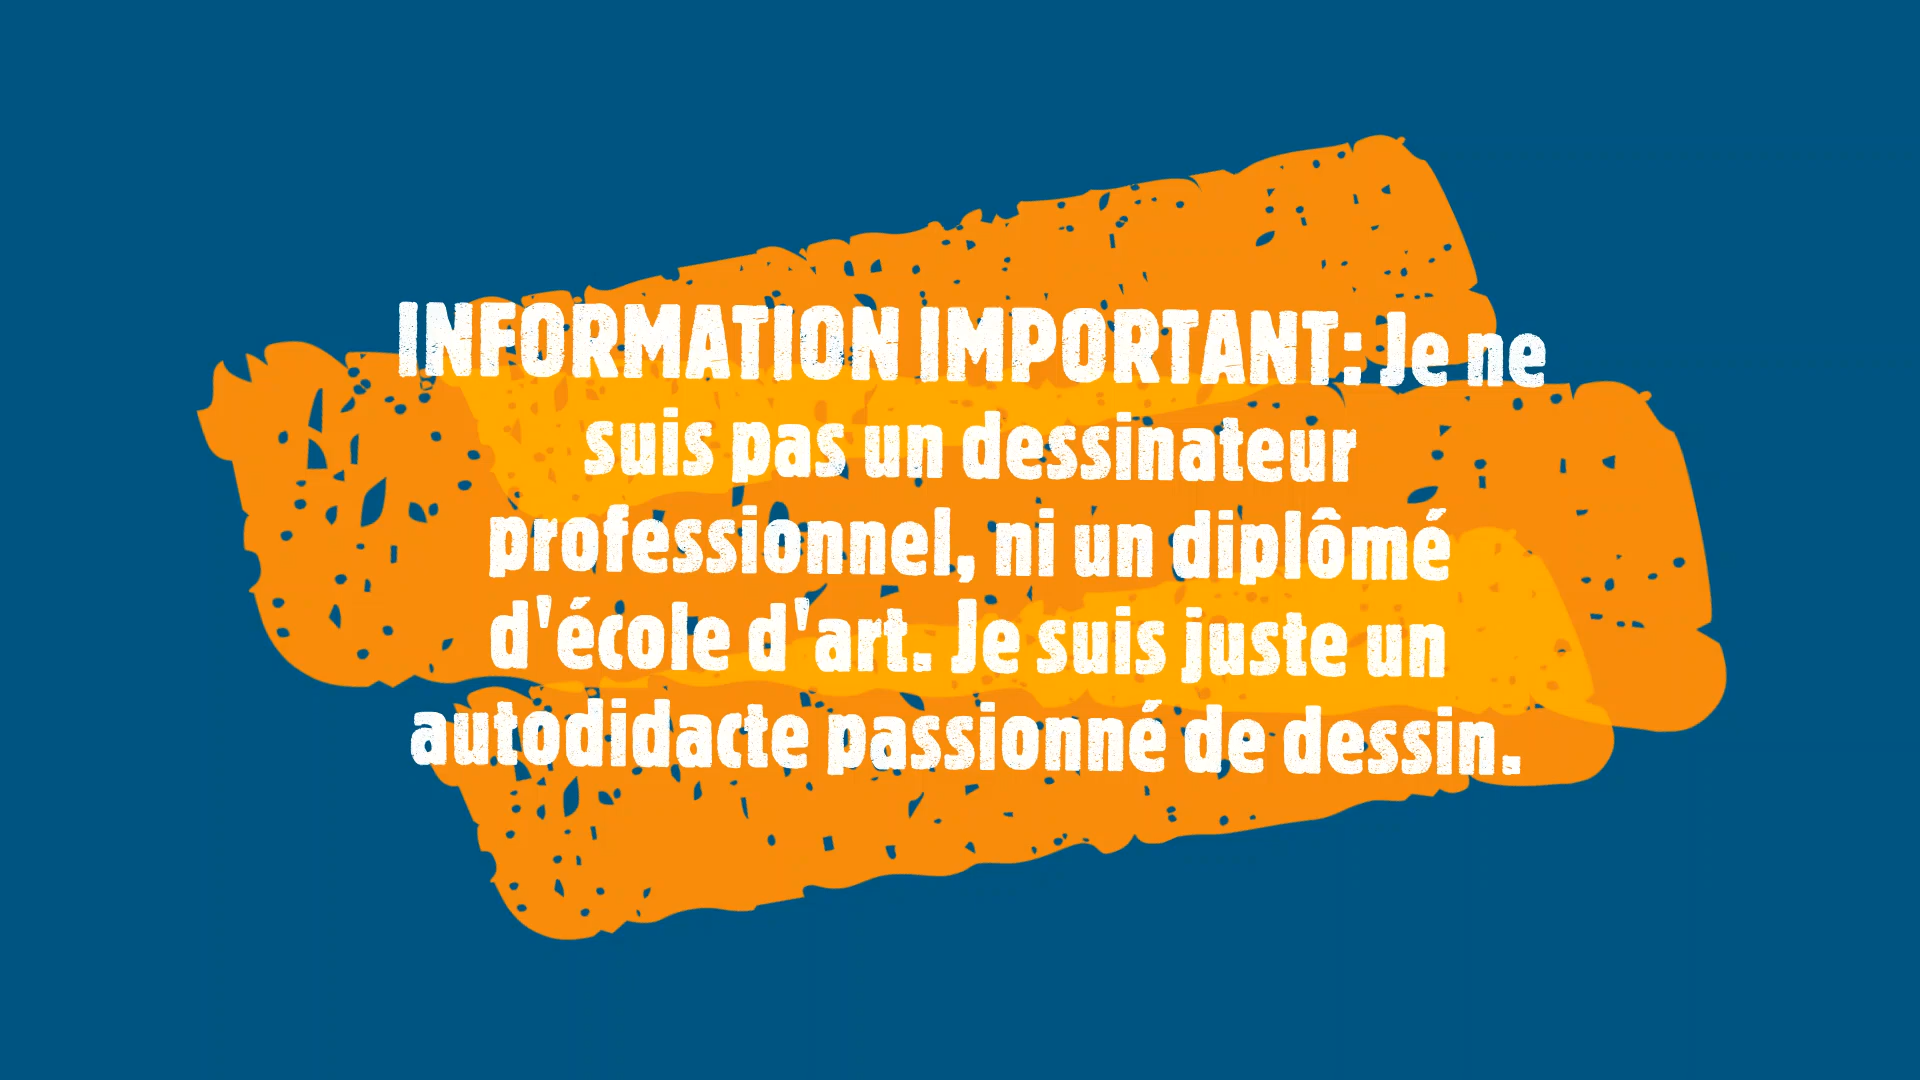 INFORMATION IMPORTANT: Je ne
suis pas un dessinateur
professionnel, ni un diplômé
d'école d'art. Je suis juste un
autodidacte passionné de dessin.